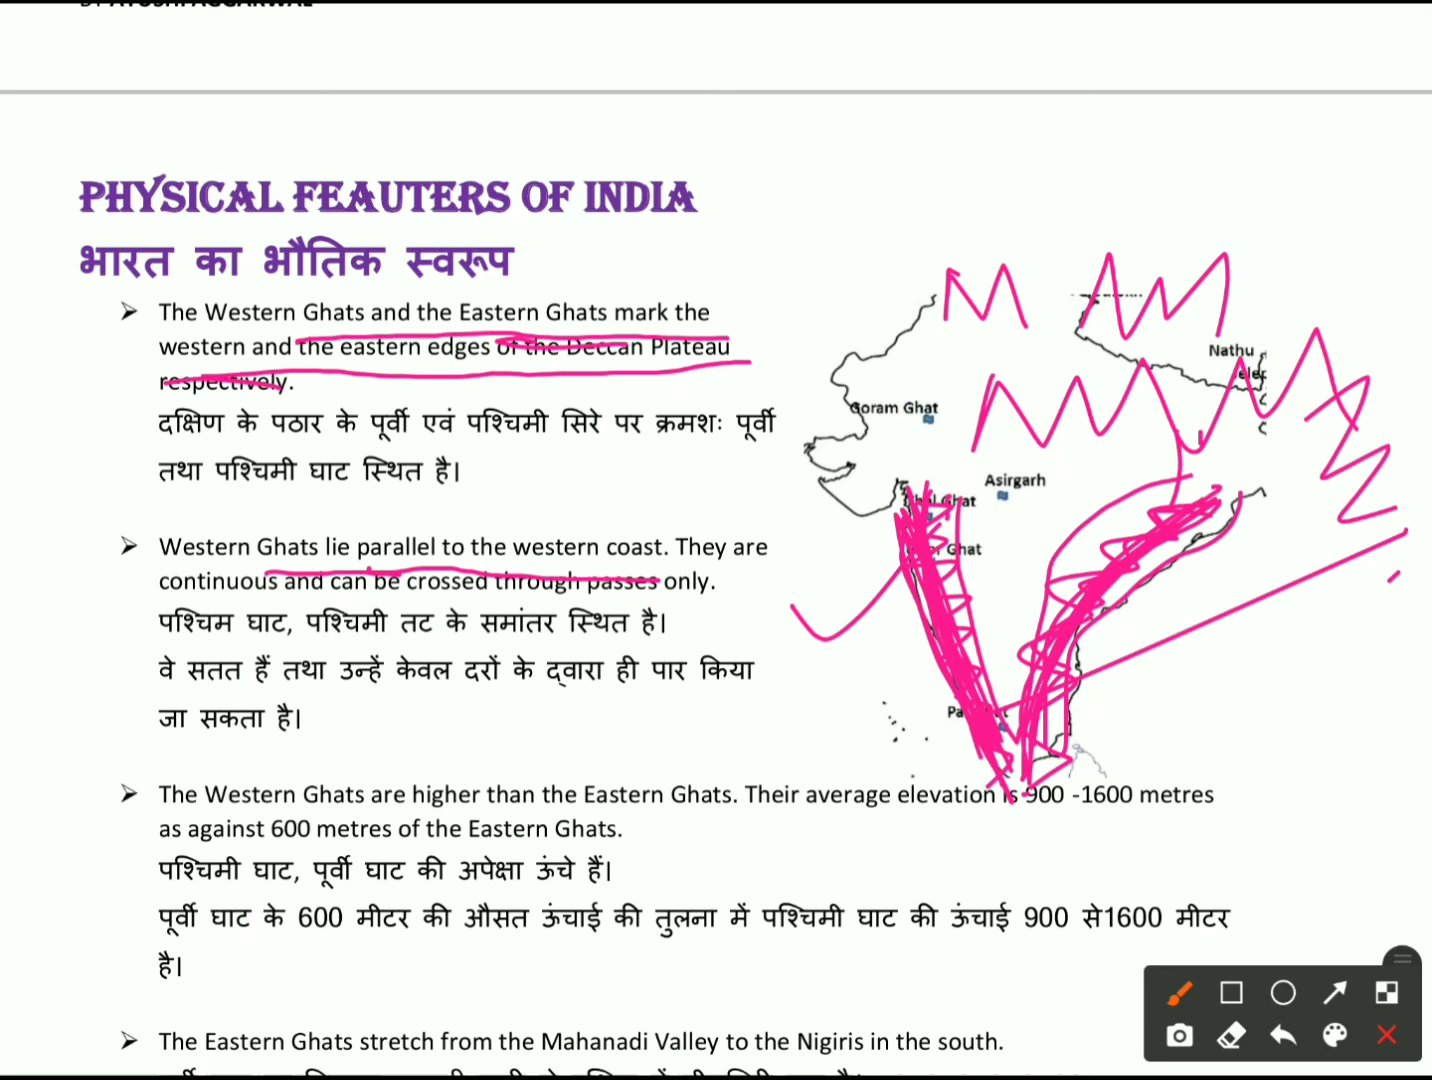 PHYSICAL FEAUTERS OF INDIA
भारत का भौतिक स्वरूप
➢ The Western Ghats and the Eastern Ghats mark the
western and the eastern edges of the Deccan Plateau
respectively.
दक्षिण के पठार के पूर्वी एवं पश्चिमी सिरे पर क्रमशः पूर्वी
तथा पश्चिमी घाट स्थित है।
➢ Western Ghats lie parallel to the western coast. They are
continuous and can be crossed through passes only.
पश्चिम घाट, पश्चिमी तट के समांतर स्थित है।
वे सतत हैं तथा उन्हें केवल दरों के द्वारा ही पार किया
जा सकता है।
Nathu
Goram Ghat
Asirgarh
Ghat
Ghat
➢ The Western Ghats are higher than the Eastern Ghats. Their average elevation is 900 -1600 metres
as against 600 metres of the Eastern Ghats.
पश्चिमी घाट, पूर्वी घाट की अपेक्षा ऊंचे हैं।
पूर्वी घाट के 600 मीटर की औसत ऊंचाई की तुलना में पश्चिमी घाट की ऊंचाई 900 से1600 मीटर
है।
➢ The Eastern Ghats stretch from the Mahanadi Valley to the Nigiris in the south.